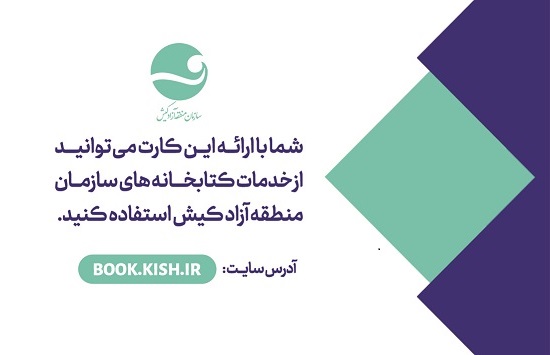 سازمان منطقه آزاد کیش
شما با ارائه این کارت می توانید
از خدمات کتابخانه های سازمان
منطقه آزاد کیش استفاده کنید.
آدرس سایت: BOOK.KISH.IR